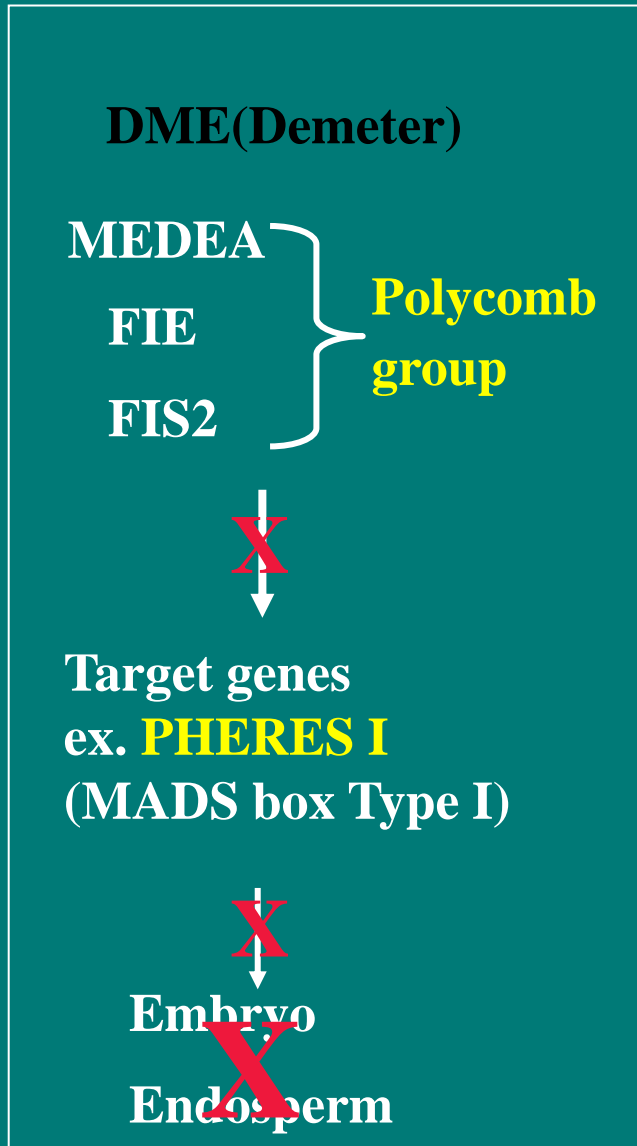 DME(Demeter)
MEDEA
FIE
FIS2
Polycomb
group
X
Target genes
ex. PHERES I
(MADS box Type I)
X
Embryo
X
Endosperm